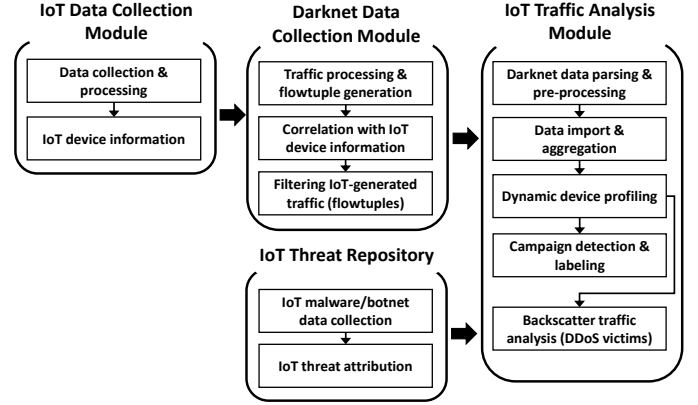 IoT Data Collection
Module
Data collection &
processing
IoT device information
Darknet Data
Collection Module
Traffic processing &
flowtuple generation
Correlation with IoT
device information
Filtering IoT-generated
traffic (flowtuples)
IoT Threat Repository
IoT malware/botnet
data collection
IoT threat attribution
IoT Traffic Analysis
Module
Darknet data parsing &
pre-processing
Data import &
aggregation
Dynamic device profiling
Campaign detection &
labeling
Backscatter traffic
analysis (DDoS victims)